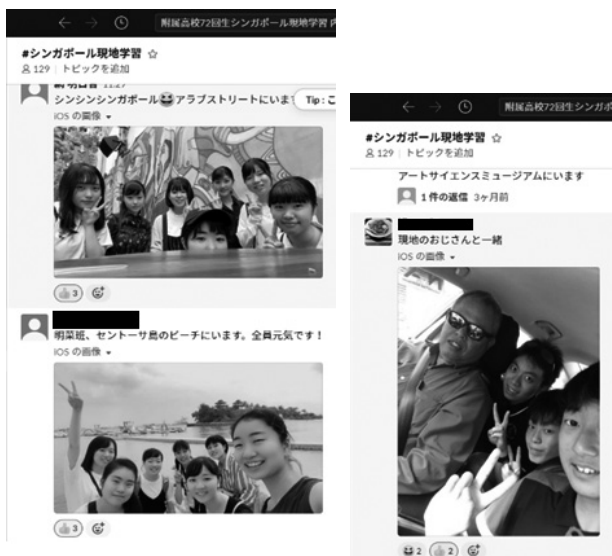 附属高校72回生シンガポール現地学習 内
#シンガポール現地学習
129 トピックを追加
11:29
シンシンシンガポール😆アラブストリートにいま
Tip : こ
iOS の画像
3
明菜班、セントーサ島のビーチにいます。全員元気です！
iOS の画像
3
附属高校72回生シンガポ
#シンガポール現地学習
129 トピックを追加
アートサイエンスミュージアムにいます
1 件の返信 3ヶ月前
現地のおじさんと一緒
iOS の画像
2 2